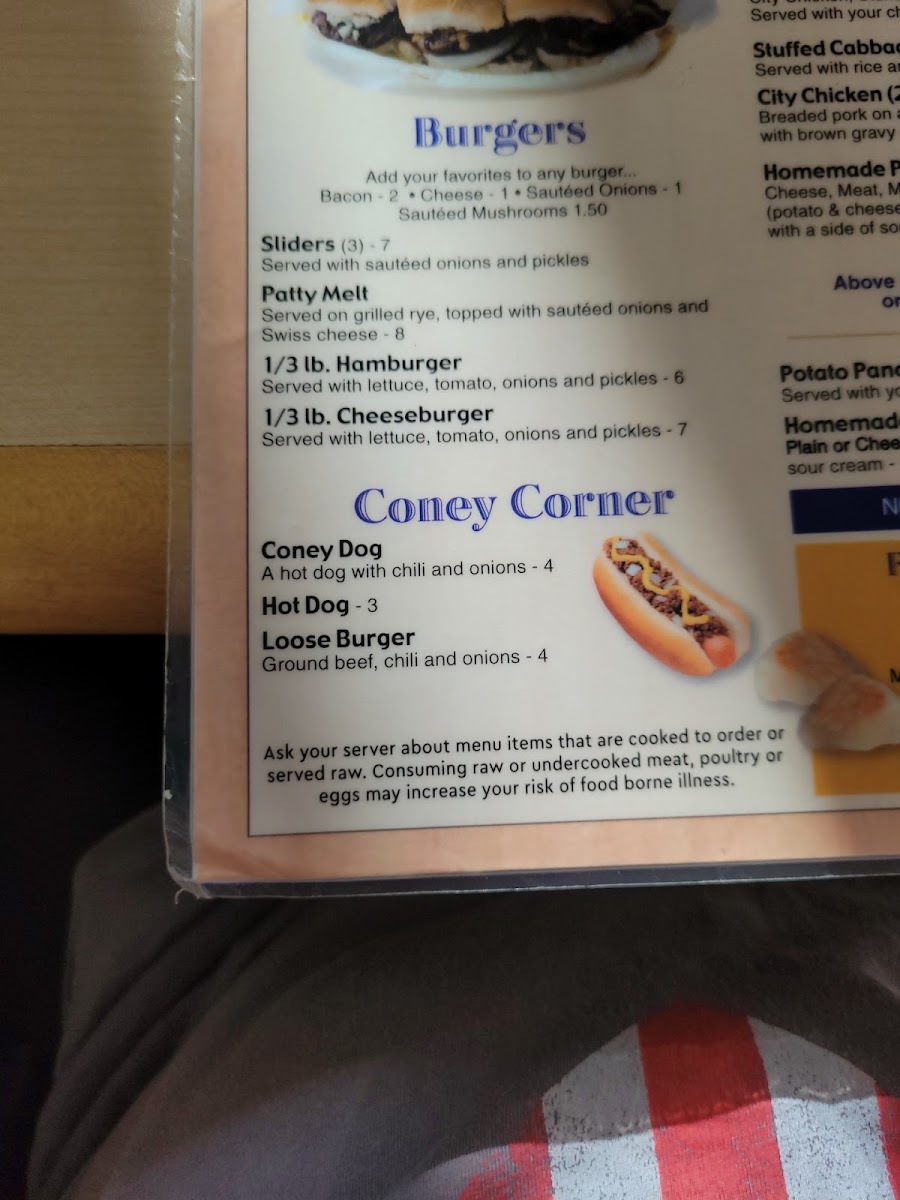 Burgers
Add your favorites to any burger...
Bacon - 2 • Cheese - 1 • Sautéed Onions - 1
Sautéed Mushrooms 1.50
Sliders (3) - 7
Served with sautéed onions and pickles
Patty Melt
Served on grilled rye, topped with sautéed onions and
Swiss cheese - 8
1/3 lb. Hamburger
Served with lettuce, tomato, onions and pickles - 6
1/3 lb. Cheeseburger
Served with lettuce, tomato, onions and pickles - 7
Coney Corner
Coney Dog
A hot dog with chili and onions - 4
Hot Dog - 3
Loose Burger
Ground beef, chili and onions - 4
Ask your server about menu items that are cooked to order or
served raw. Consuming raw or undercooked meat, poultry or
eggs may increase your risk of food borne illness.
Served with your
Stuffed
Served with rice
City Chicken
Breaded pork on
with brown gravy
Homemade
Cheese, Meat,
(potato & cheese
with a side of
Above
Potato
Served with
Homemade
Plain or
sour cream -